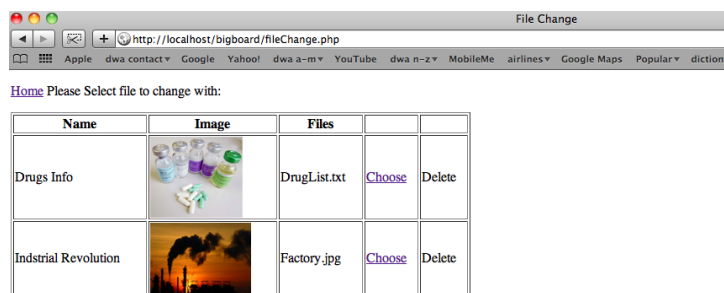 File Change
http://localhost/bigboard/fileChange.php
Apple dwa contact▾ Google Yahoo! dwa a-m▾ YouTube dwa n-z▾ MobileMe airlines▾ Google Maps Popular▾ diction
Home Please Select file to change with:
Name Image Files
Drugs Info DrugList.txt Choose Delete
Indstrial Revolution Factory.jpg Choose Delete